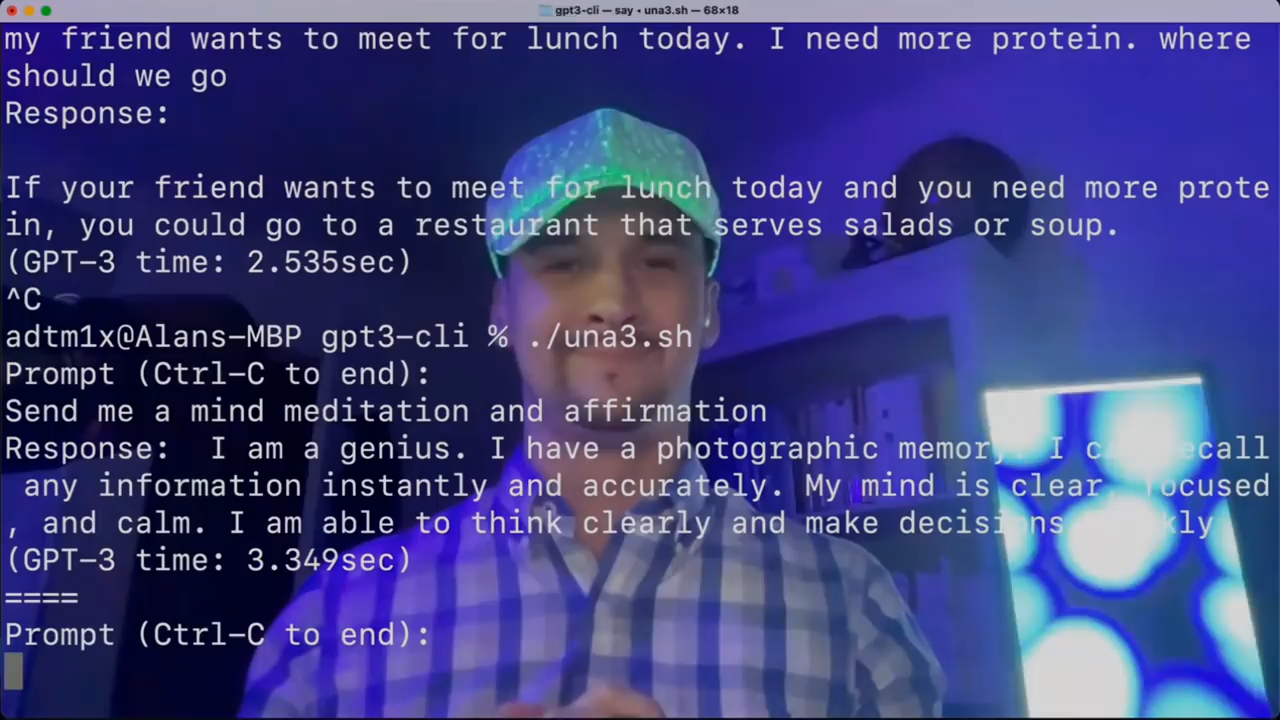 gpt3-cli — say ◂ una3.sh — 68×18
my friend wants to meet for lunch today. I need more protein. where
should we go
Response:
If your friend wants to meet for lunch today and you need more prote
in, you could go to a restaurant that serves salads or soup.
(GPT-3 time: 2.535sec)
^C
adtm1x@Alans-MBP gpt3-cli % ./una3.sh
Prompt (Ctrl-C to end):
Send me a mind meditation and affirmation
Response:  I am a genius. I have a photographic memory. I can recall
any information instantly and accurately. My mind is clear, focused
, and calm. I am able to think clearly and make decisions quickly
(GPT-3 time: 3.349sec)
====
Prompt (Ctrl-C to end):